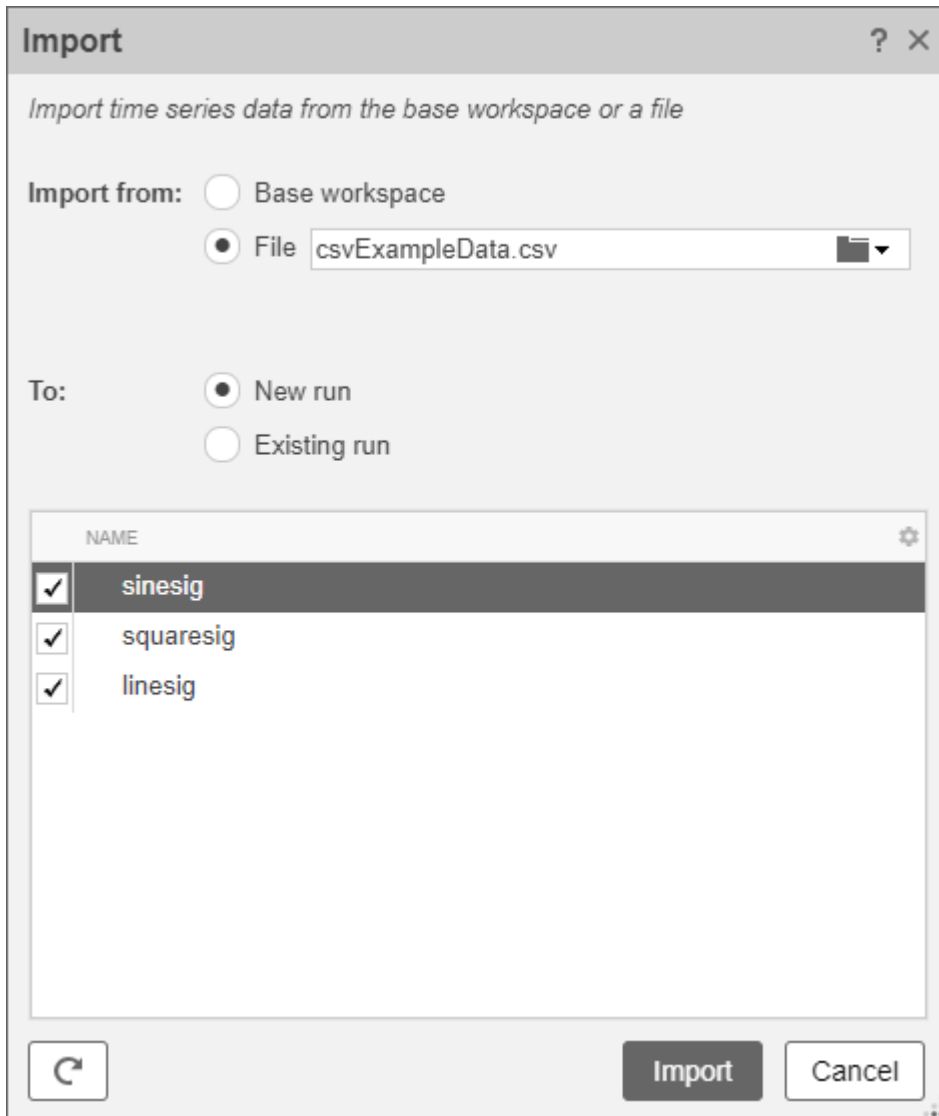 Import ?
Import time series data from the base workspace or a file
Import from: Base workspace
File csvExampleData.csv
To: New run
Existing run
NAME
sinesig
squaresig
linesig
Import Cancel